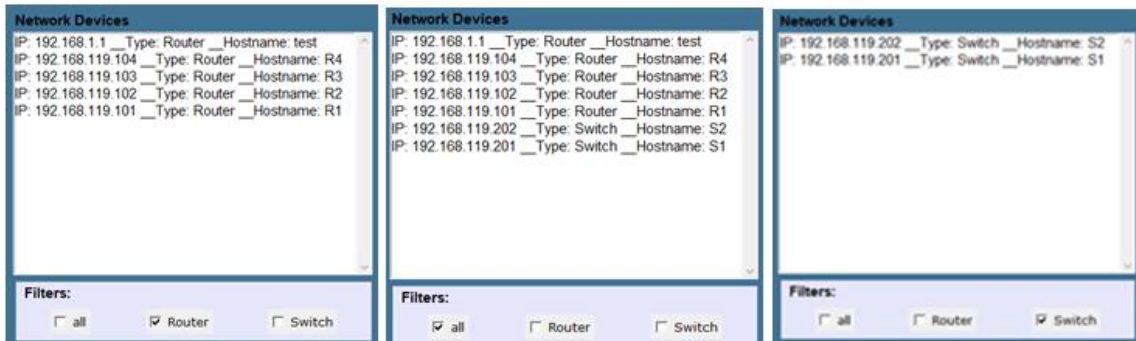 Network Devices
IP: 192.168.1.1 __Type: Router __Hostname: test
IP: 192.168.119.104 __Type: Router __Hostname: R4
IP: 192.168.119.103 __Type: Router __Hostname: R3
IP: 192.168.119.102 __Type: Router __Hostname: R2
IP: 192.168.119.101 __Type: Router __Hostname: R1
Filters:
all Router Switch
Network Devices
IP: 192.168.1.1 __Type: Router __Hostname: test
IP: 192.168.119.104 __Type: Router __Hostname: R4
IP: 192.168.119.103 __Type: Router __Hostname: R3
IP: 192.168.119.102 __Type: Router __Hostname: R2
IP: 192.168.119.101 __Type: Router __Hostname: R1
IP: 192.168.119.202 __Type: Switch __Hostname: S2
IP: 192.168.119.201 __Type: Switch __Hostname: S1
Filters:
all Router Switch
Network Devices
IP: 192.168.119.202 __Type: Switch __Hostname: S2
IP: 192.168.119.201 __Type: Switch __Hostname: S1
Filters:
all Router Switch